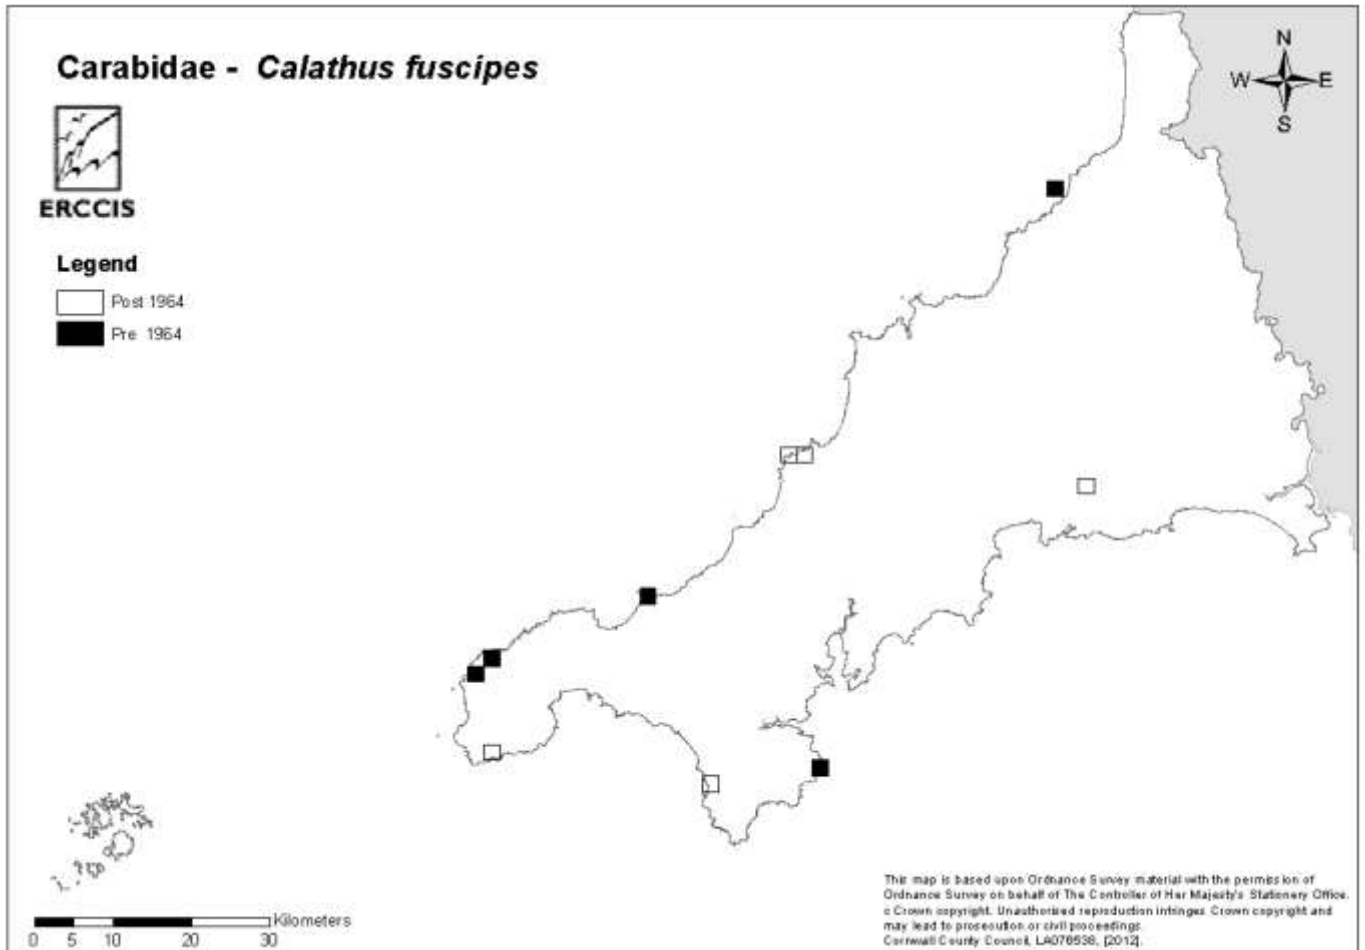 Carabidae - Calathus fuscipes
ERCCIS
Legend
Post 1964
Pre 1964
N
W E
S
Kilometers
0 5 10 20 30
This map is based upon Ordnance Survey material with the permission of
Ordnance Survey on behalf of The Controller of Her Majesty's Stationery Office.
c Crown copyright. Unauthorised reproduction infringes Crown copyright and
may lead to prosecution or civil proceedings.
Cornwall County Council, LA076538, [2012].